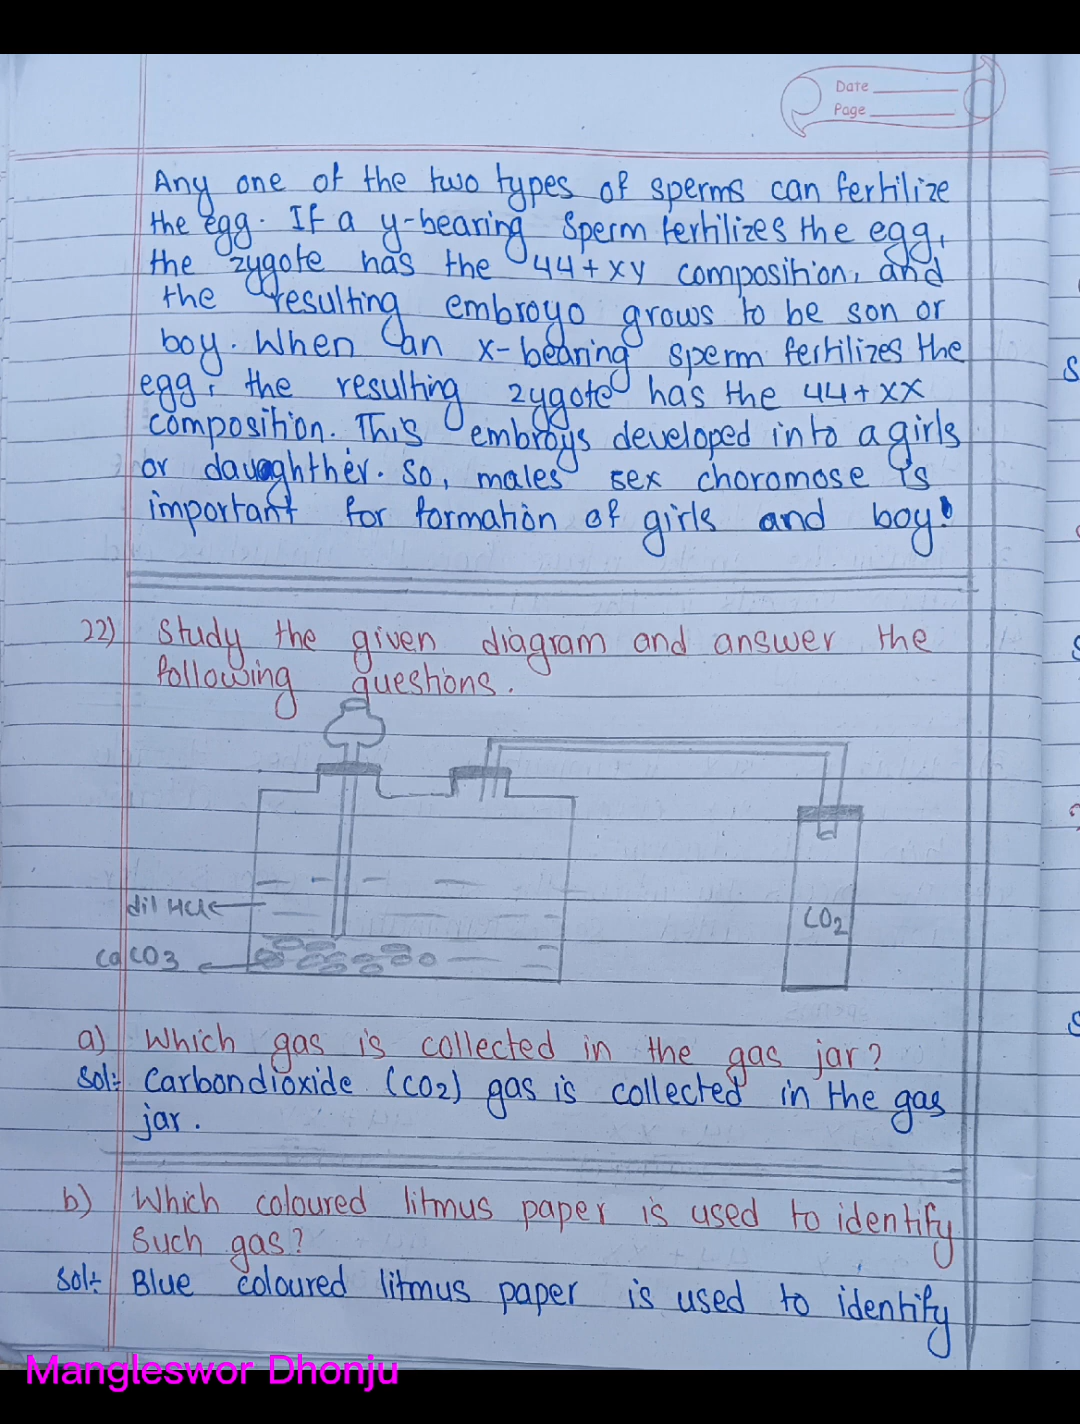 Date
Page
Any one of the two types of sperms can fertilize
the egg. If a y-bearing Sperm fertilizes the egg,
the zygote has the 44+xy composition, and
the resulting embroyo grows to be son or
boy. When an x-bearing sperm fertilizes the
egg, the resulting zygote has the 44+xx
composition. This embroys developed into a girls
or dauaghther. So, males sex choromose is
important for formation of girls and boy.
22) Study the given diagram and answer the
following questions.
dil HCl
CaCO3
CO2
a) Which gas is collected in the gas jar?
Sol: Carbondioxide (CO2) gas is collected in the gas
jar.
b) Which coloured litmus paper is used to identify
such gas?
Sol: Blue coloured litmus paper is used to identify
Mangleswor Dhonju